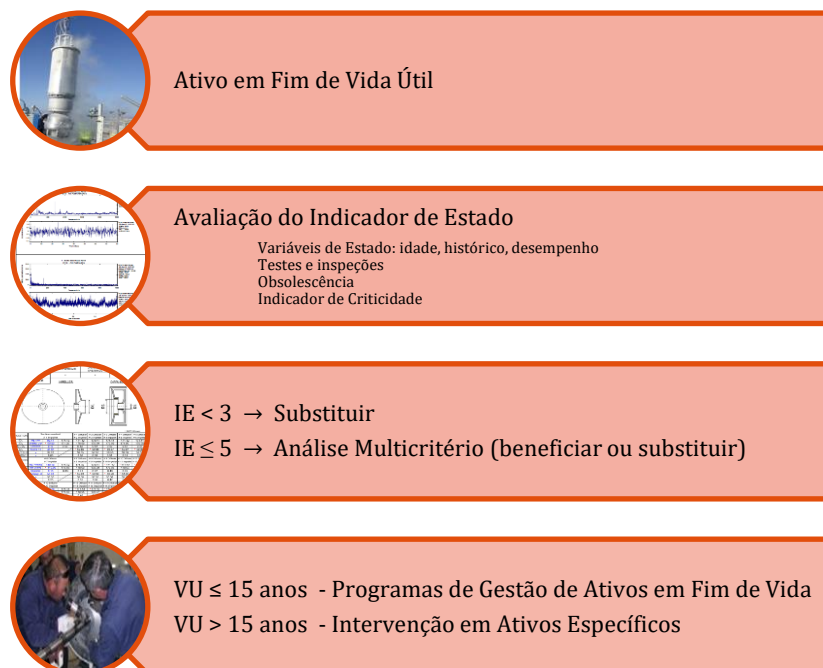 Ativo em Fim de Vida Útil
Avaliação do Indicador de Estado
Variáveis de Estado: idade, histórico, desempenho
Testes e inspeções
Obsolescência
Indicador de Criticidade
IE < 3 → Substituir
IE ≤ 5 → Análise Multicritério (beneficiar ou substituir)
VU ≤ 15 anos - Programas de Gestão de Ativos em Fim de Vida
VU > 15 anos - Intervenção em Ativos Específicos